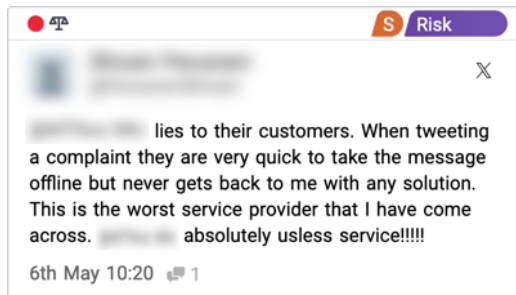 S Risk
𝕏
lies to their customers. When tweeting
a complaint they are very quick to take the message
offline but never gets back to me with any solution.
This is the worst service provider that I have come
across. absolutely usless service!!!!!
6th May 10:20 1